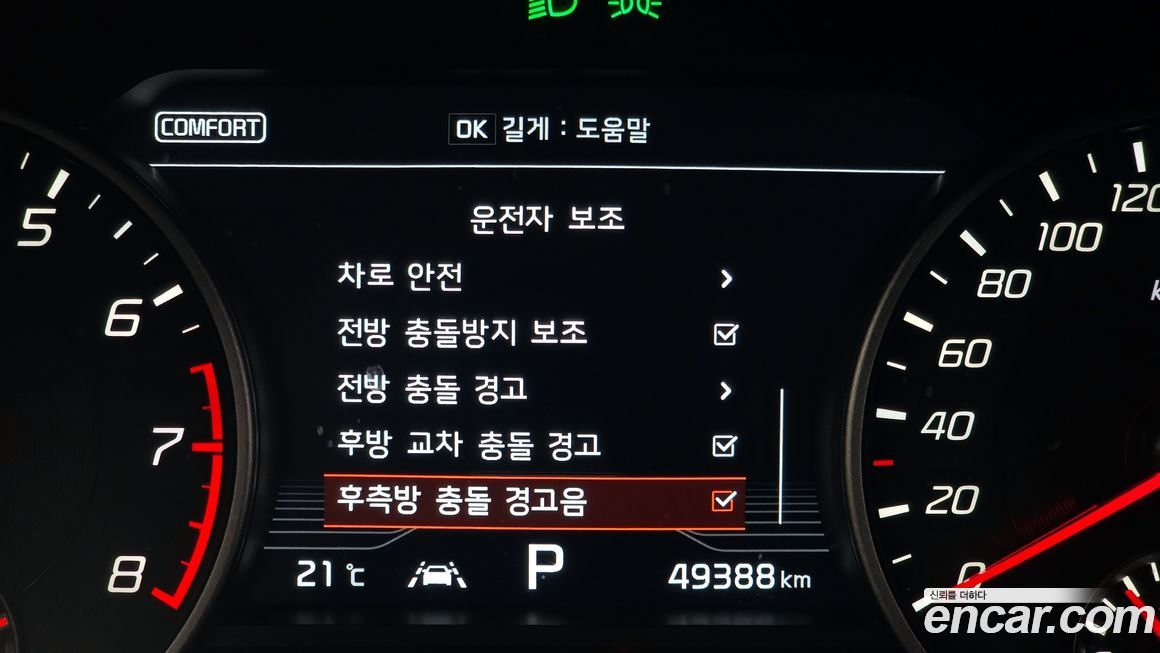 COMFORT
OK 길게 : 도움말
운전자 보조
차로 안전
전방 충돌방지 보조
전방 충돌 경고
후방 교차 충돌 경고
후측방 충돌 경고음
21 ℃
P
49388 km
5
6
7
8
120
100
80
60
40
20
0
신뢰를 더하다
encar.com